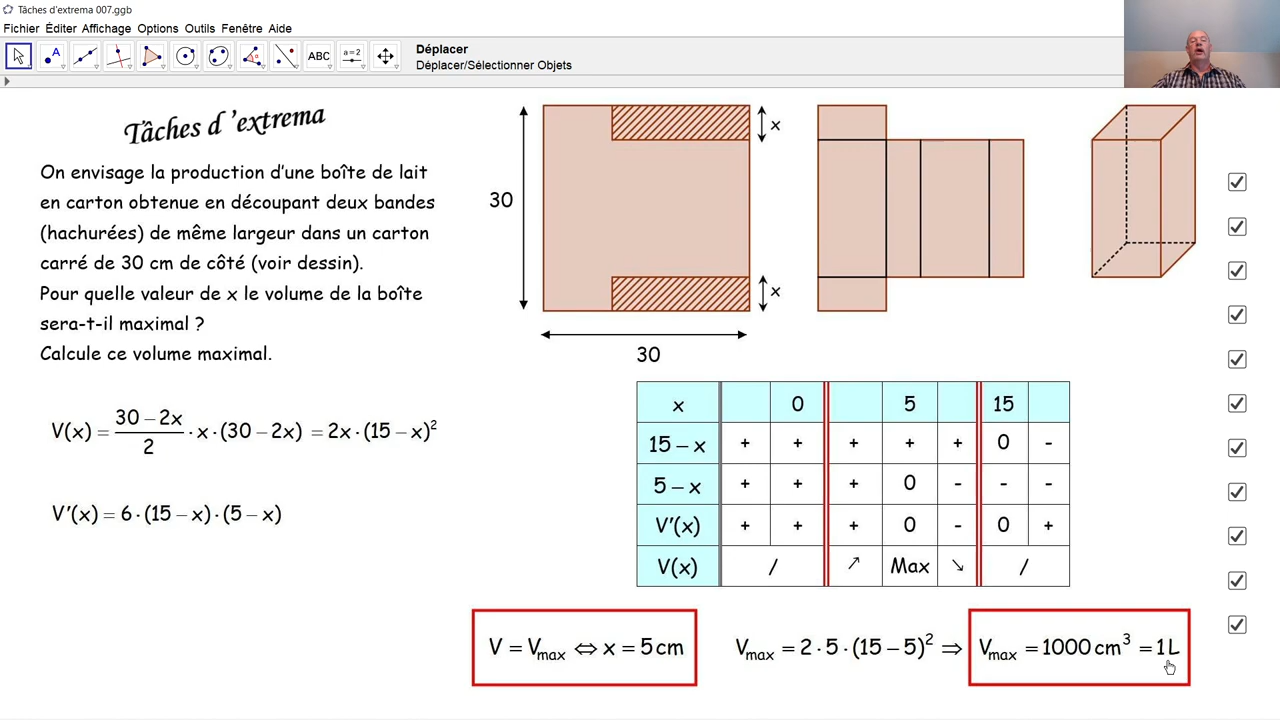 Tâches d'extrema 007.ggb
Fichier Éditer Affichage Options Outils Fenêtre Aide
A
ABC
a=2
Déplacer
Déplacer/Sélectionner Objets
Tâches d'extrema
On envisage la production d'une boîte de lait
en carton obtenue en découpant deux bandes
(hachurées) de même largeur dans un carton
carré de 30 cm de côté (voir dessin).
Pour quelle valeur de x le volume de la boîte
sera-t-il maximal ?
Calcule ce volume maximal.
x
30
x
30
V(x) = (30 − 2x)/2 · x · (30 − 2x) = 2x · (15 − x)²
V'(x) = 6 · (15 − x) · (5 − x)
x 0 5 15
15 − x + + + + + 0 -
5 − x + + + 0 - - -
V'(x) + + + 0 - 0 +
V(x) / ↗ Max ↘ /
V = Vmax ⇔ x = 5 cm
Vmax = 2 · 5 · (15 − 5)² ⇒ Vmax = 1000 cm³ = 1 L